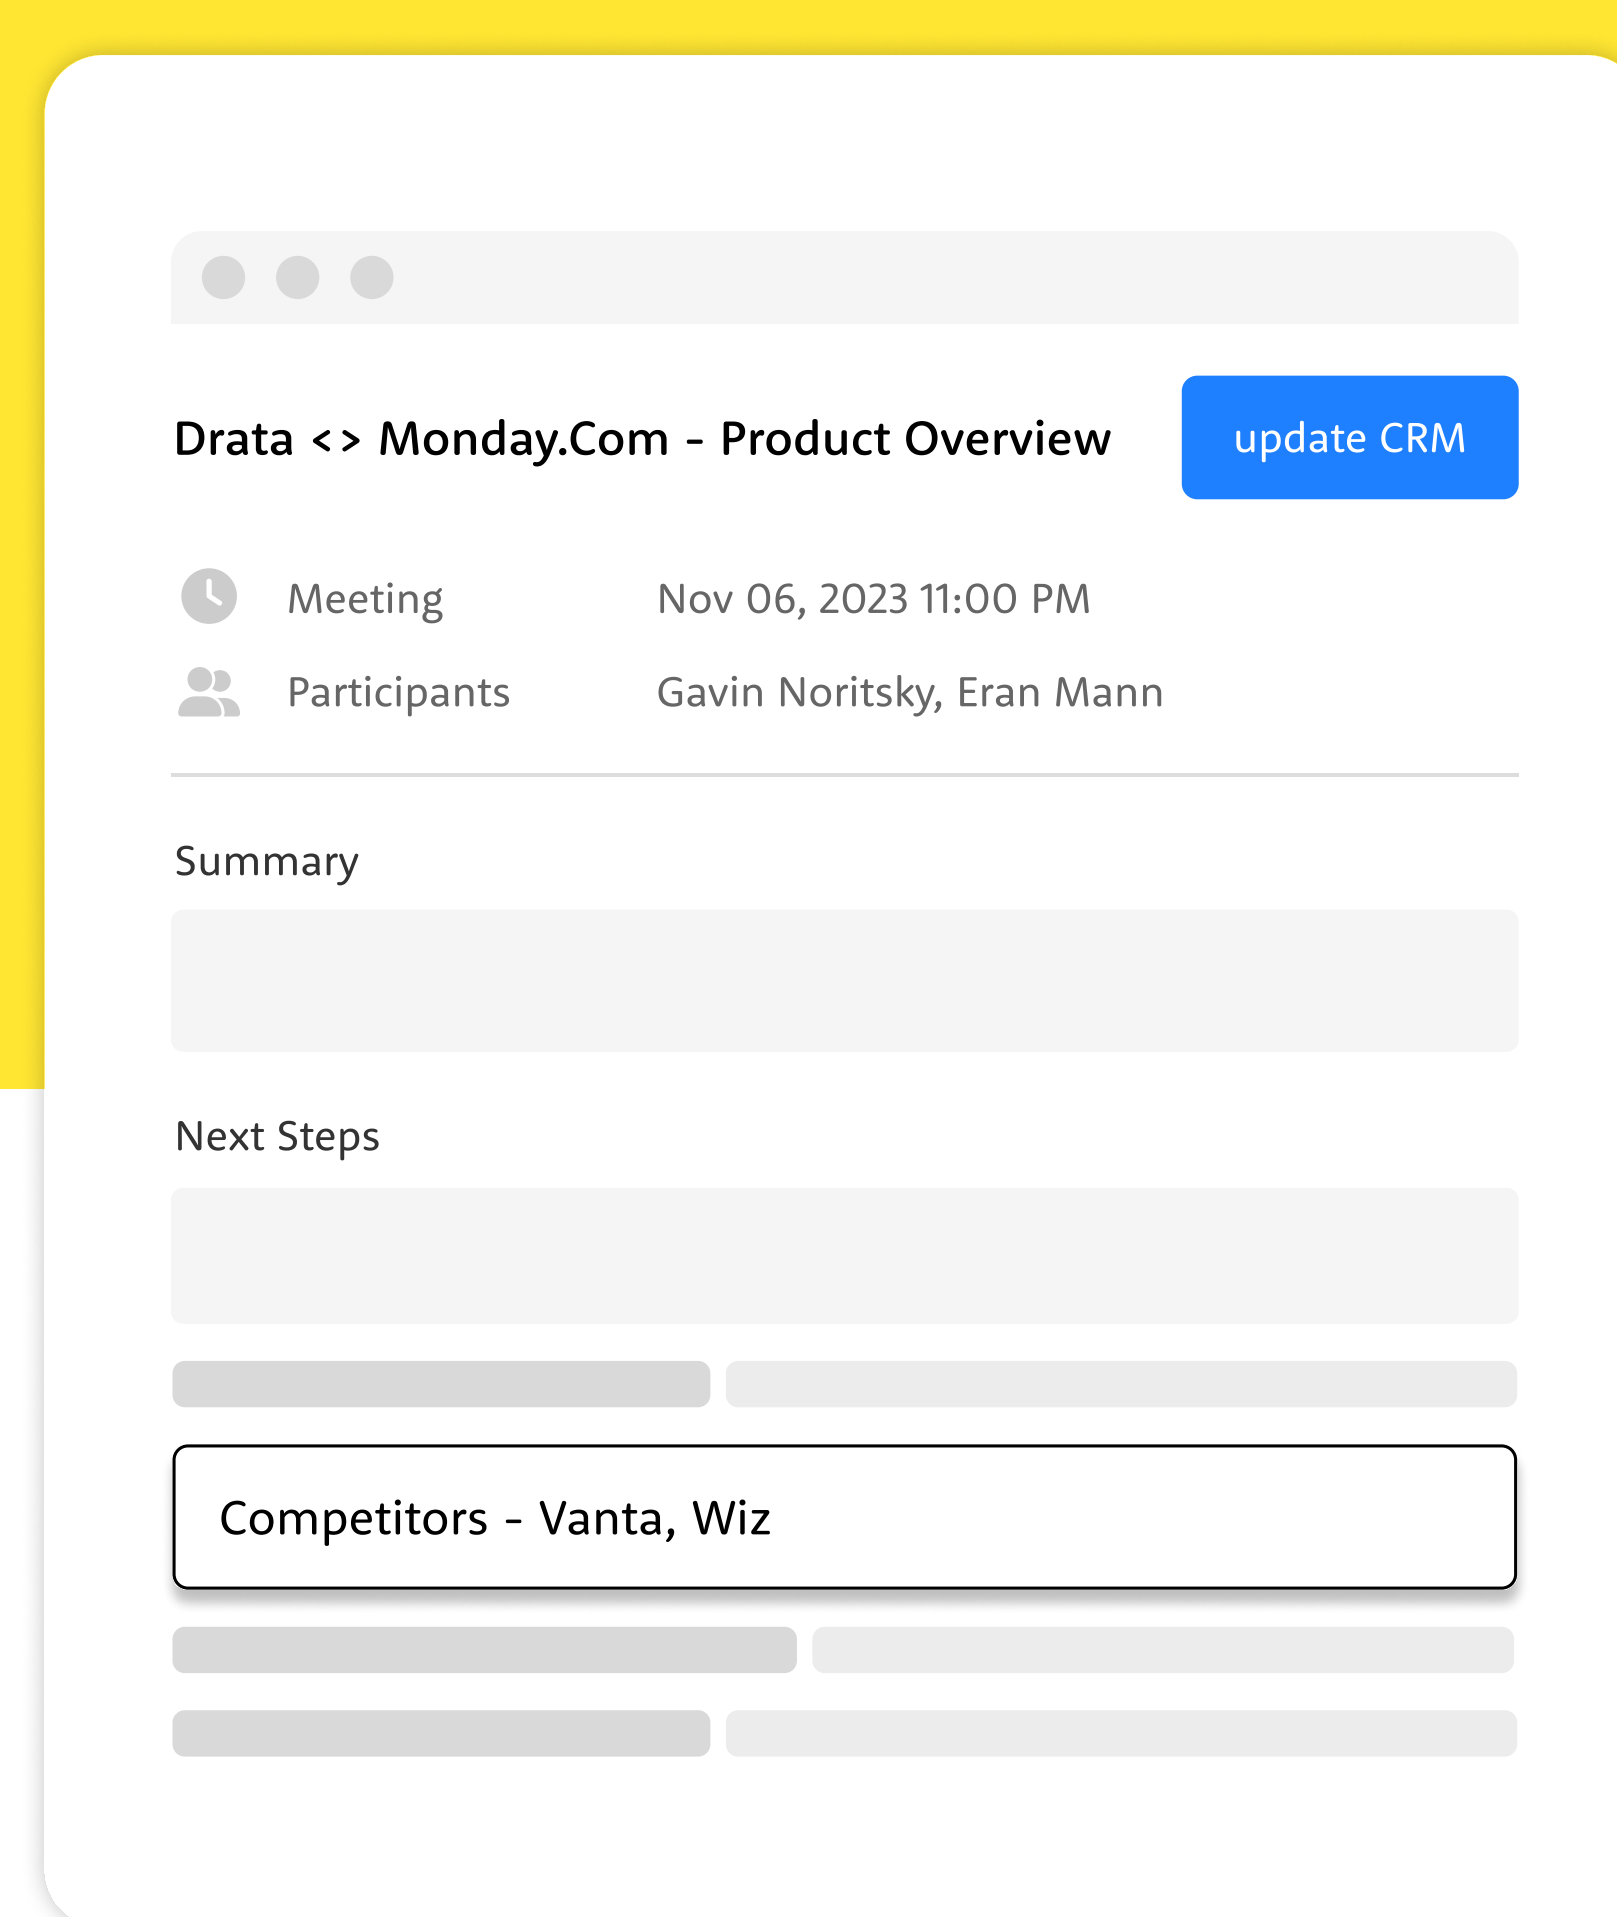 Drata <> Monday.Com - Product Overview
update CRM
Meeting Nov 06, 2023 11:00 PM
Participants Gavin Noritsky, Eran Mann
Summary
Next Steps
Competitors - Vanta, Wiz